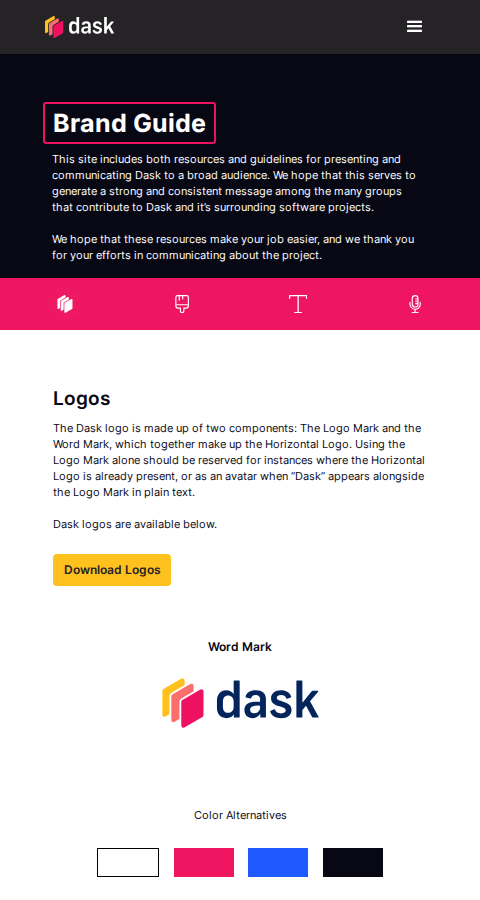 dask
Brand Guide
This site includes both resources and guidelines for presenting and
communicating Dask to a broad audience. We hope that this serves to
generate a strong and consistent message among the many groups
that contribute to Dask and it’s surrounding software projects.
We hope that these resources make your job easier, and we thank you
for your efforts in communicating about the project.
Logos
The Dask logo is made up of two components: The Logo Mark and the
Word Mark, which together make up the Horizontal Logo. Using the
Logo Mark alone should be reserved for instances where the Horizontal
Logo is already present, or as an avatar when “Dask” appears alongside
the Logo Mark in plain text.
Dask logos are available below.
Download Logos
Word Mark
dask
Color Alternatives